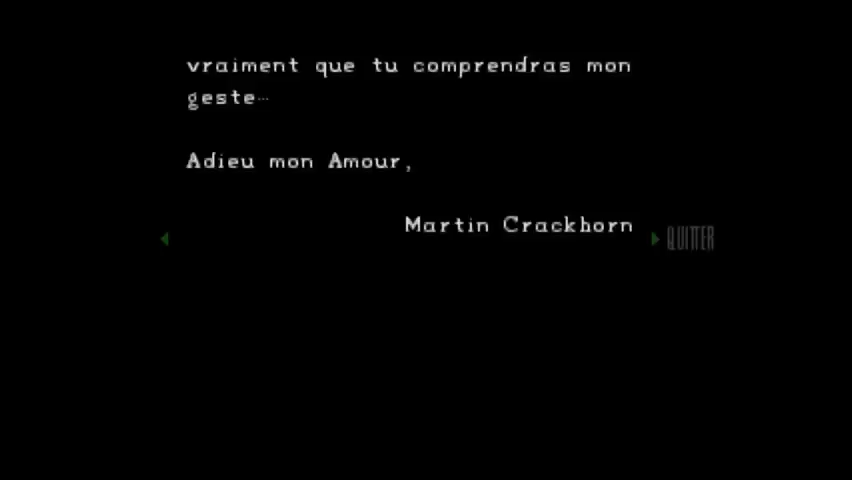 vraiment que tu comprendras mon
geste…
Adieu mon Amour,
Martin Crackhorn
QUITTER